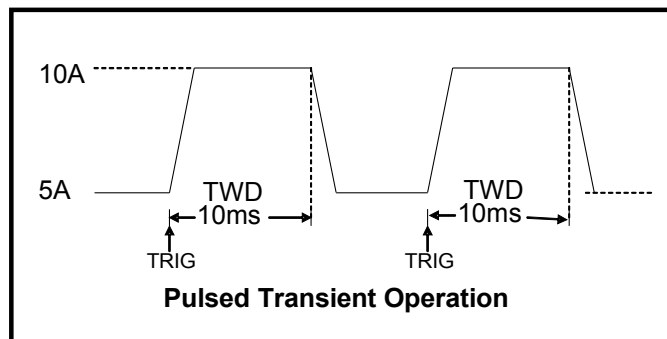 10A
5A
TWD
10ms
TWD
10ms
TRIG
TRIG
Pulsed Transient Operation